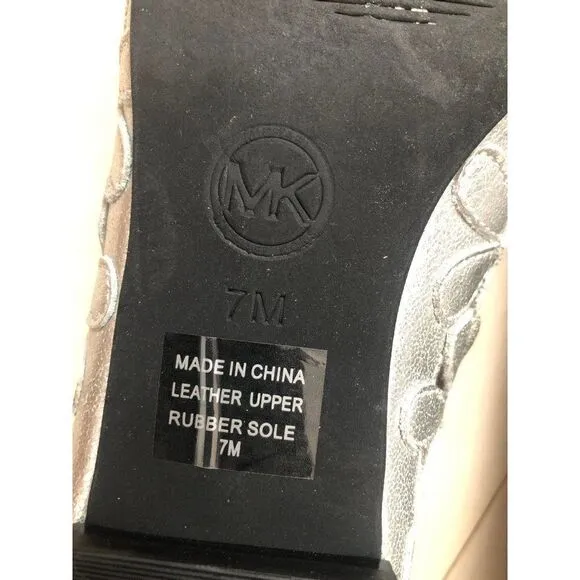 MK
7M
MADE IN CHINA
LEATHER UPPER
RUBBER SOLE
7M